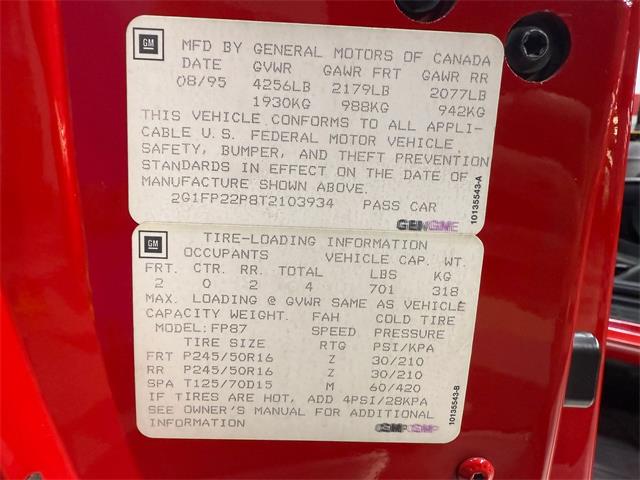 GM
MFD BY GENERAL MOTORS OF CANADA
DATE GVWR GAWR FRT GAWR RR
08/95 4256LB 2179LB 2077LB
1930KG 988KG 942KG
THIS VEHICLE CONFORMS TO ALL APPLI-
CABLE U.S. FEDERAL MOTOR VEHICLE
SAFETY, BUMPER, AND THEFT PREVENTION
STANDARDS IN EFFECT ON THE DATE OF
MANUFACTURE SHOWN ABOVE.
2G1FP22P8T2103934 PASS CAR
10135543-A
GM
TIRE-LOADING INFORMATION
OCCUPANTS VEHICLE CAP. WT.
FRT. CTR. RR. TOTAL LBS KG
2 0 2 4 701 318
MAX. LOADING @ GVWR SAME AS VEHICLE
CAPACITY WEIGHT. FAH COLD TIRE
MODEL:FP87 SPEED PRESSURE
TIRE SIZE RTG PSI/KPA
FRT P245/50R16 Z 30/210
RR P245/50R16 Z 30/210
SPA T125/70D15 M 60/420
IF TIRES ARE HOT, ADD 4PSI/28KPA
SEE OWNER'S MANUAL FOR ADDITIONAL
INFORMATION
10135543-B